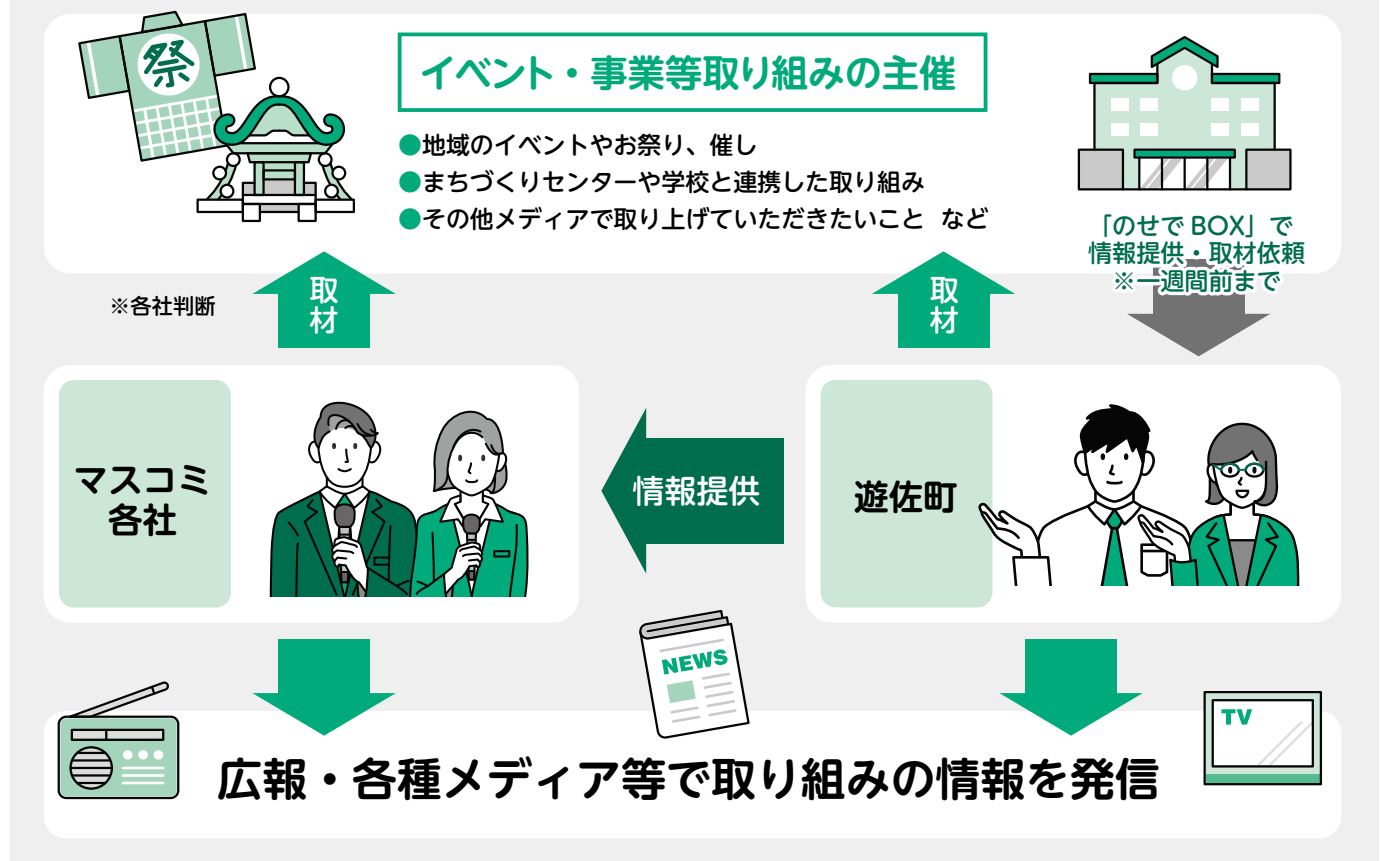 祭
イベント・事業等取り組みの主催
●地域のイベントやお祭り、催し
●まちづくりセンターや学校と連携した取り組み
●その他メディアで取り上げていただきたいこと など
「のせで BOX」で
情報提供・取材依頼
※一週間前まで
※各社判断
取材
取材
マスコミ
各社
情報提供
遊佐町
NEWS
TV
広報・各種メディア等で取り組みの情報を発信